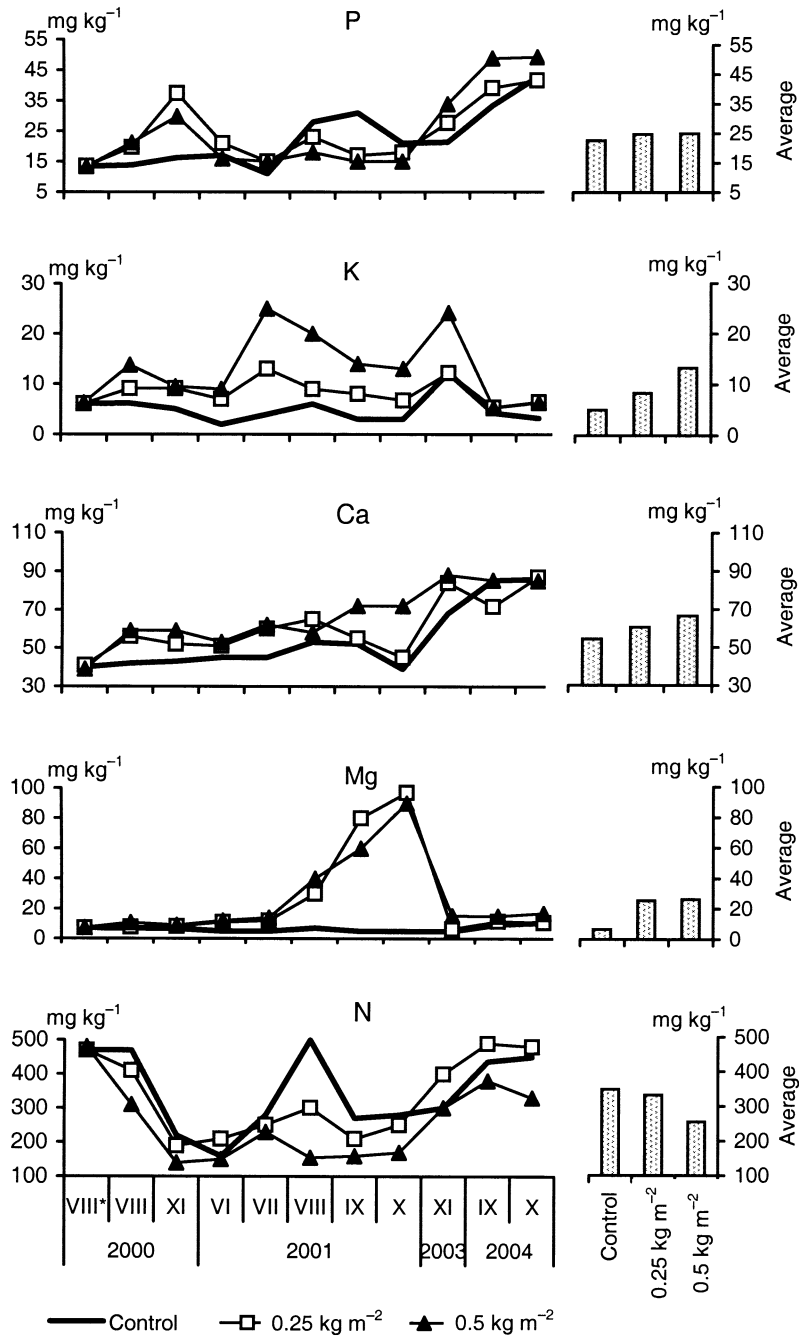 P
mg kg⁻¹
55
45
35
25
15
5
mg kg⁻¹
55
45
35
25
15
5
Average
K
mg kg⁻¹
30
20
10
0
mg kg⁻¹
30
20
10
0
Average
Ca
mg kg⁻¹
110
90
70
50
30
mg kg⁻¹
110
90
70
50
30
Average
Mg
mg kg⁻¹
100
80
60
40
20
0
mg kg⁻¹
100
80
60
40
20
0
Average
N
mg kg⁻¹
500
400
300
200
100
mg kg⁻¹
500
400
300
200
100
Average
VIII* VIII XI VI VII VIII IX X XI IX X
2000 2001 2003 2004
Control
0.25 kg m⁻²
0.5 kg m⁻²
Control 0.25 kg m⁻² 0.5 kg m⁻²